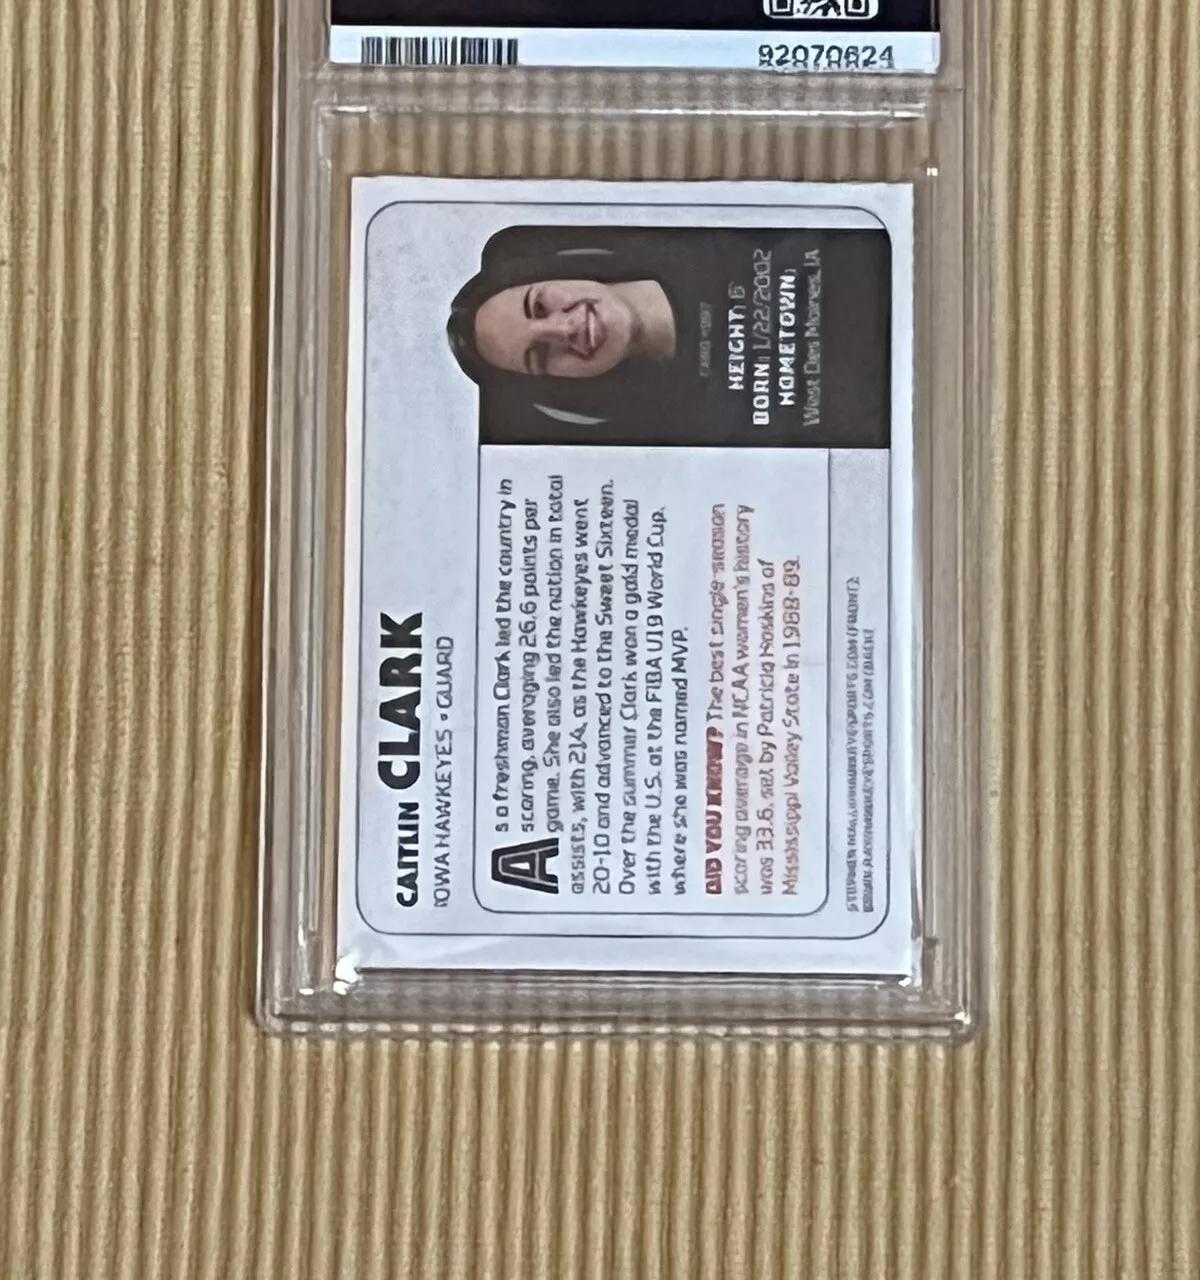 92070624
CAITLIN CLARK
IOWA HAWKEYES • GUARD
As a freshman Clark led the country in
scoring, averaging 26.6 points per
game. She also led the nation in total
assists, with 214, as the Hawkeyes went
20-10 and advanced to the Sweet Sixteen.
Over the summer Clark won a gold medal
with the U.S. at the FIBA U19 World Cup,
where she was named MVP.
DID YOU KNOW? The best single-season
scoring average in NCAA women's history
was 33.6, set by Patricia Hoskins of
Mississippi Valley State in 1988-89.
HEIGHT: 6
BORN: 1/22/2002
HOMETOWN:
West Des Moines, IA